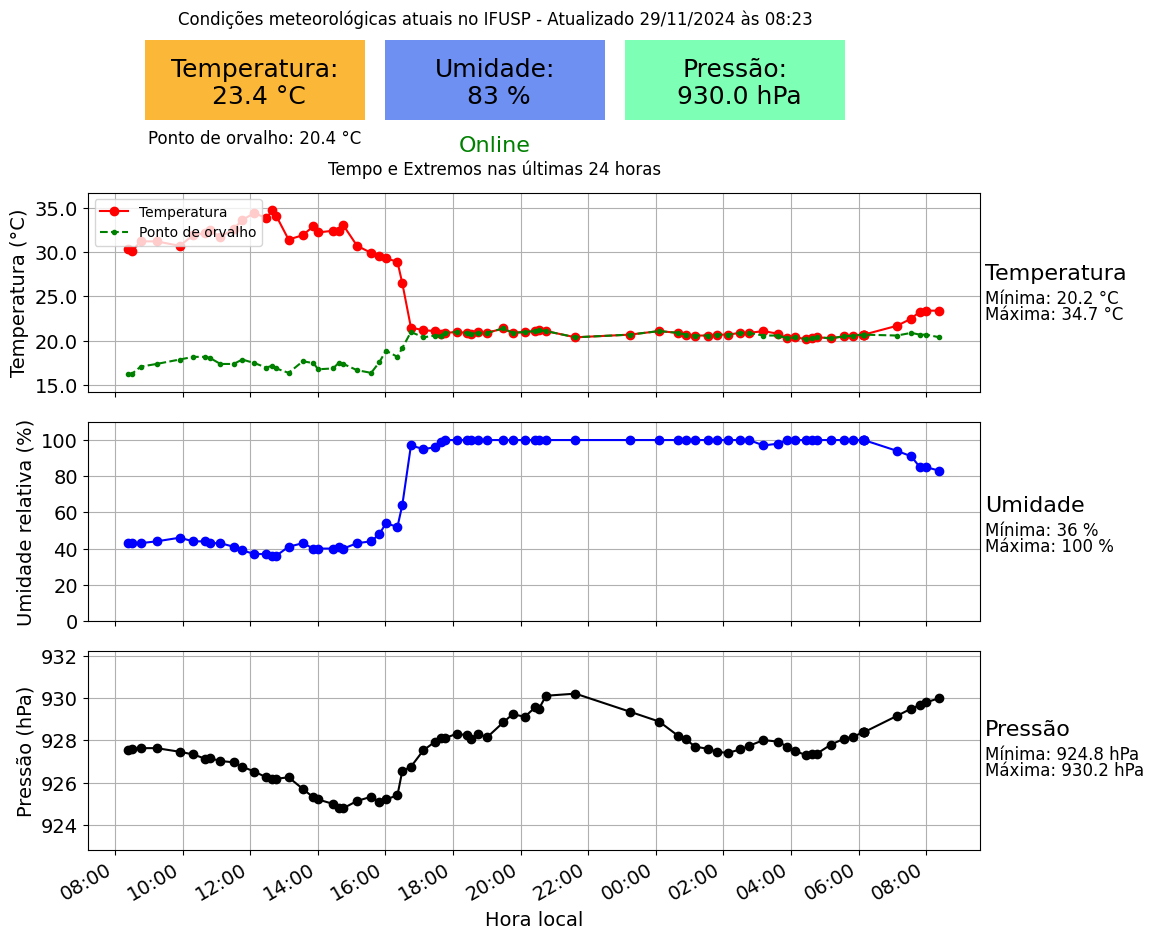 Condições meteorológicas atuais no IFUSP - Atualizado 29/11/2024 às 08:23
Temperatura:
23.4 °C
Umidade:
83 %
Pressão:
930.0 hPa
Ponto de orvalho: 20.4 °C
Online
Tempo e Extremos nas últimas 24 horas
Temperatura (°C)
35.0
30.0
25.0
20.0
15.0
Temperatura
Ponto de orvalho
Temperatura
Mínima: 20.2 °C
Máxima: 34.7 °C
Umidade relativa (%)
100
80
60
40
20
0
Umidade
Mínima: 36 %
Máxima: 100 %
Pressão (hPa)
932
930
928
926
924
Pressão
Mínima: 924.8 hPa
Máxima: 930.2 hPa
08:00 10:00 12:00 14:00 16:00 18:00 20:00 22:00 00:00 02:00 04:00 06:00 08:00
Hora local